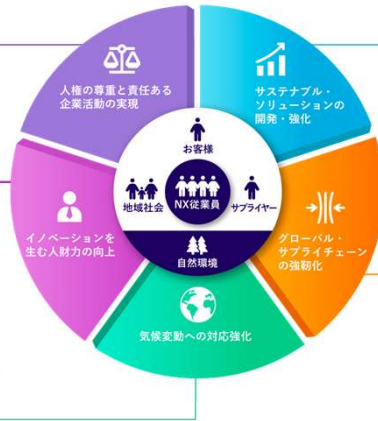 人権の尊重と責任ある
企業活動の実現
サステナブル・
ソリューションの
開発・強化
お客様
地域社会
NX従業員
サプライヤー
自然環境
イノベーションを
生む人財力の向上
グローバル・
サプライチェーン
の強靭化
気候変動への対応強化